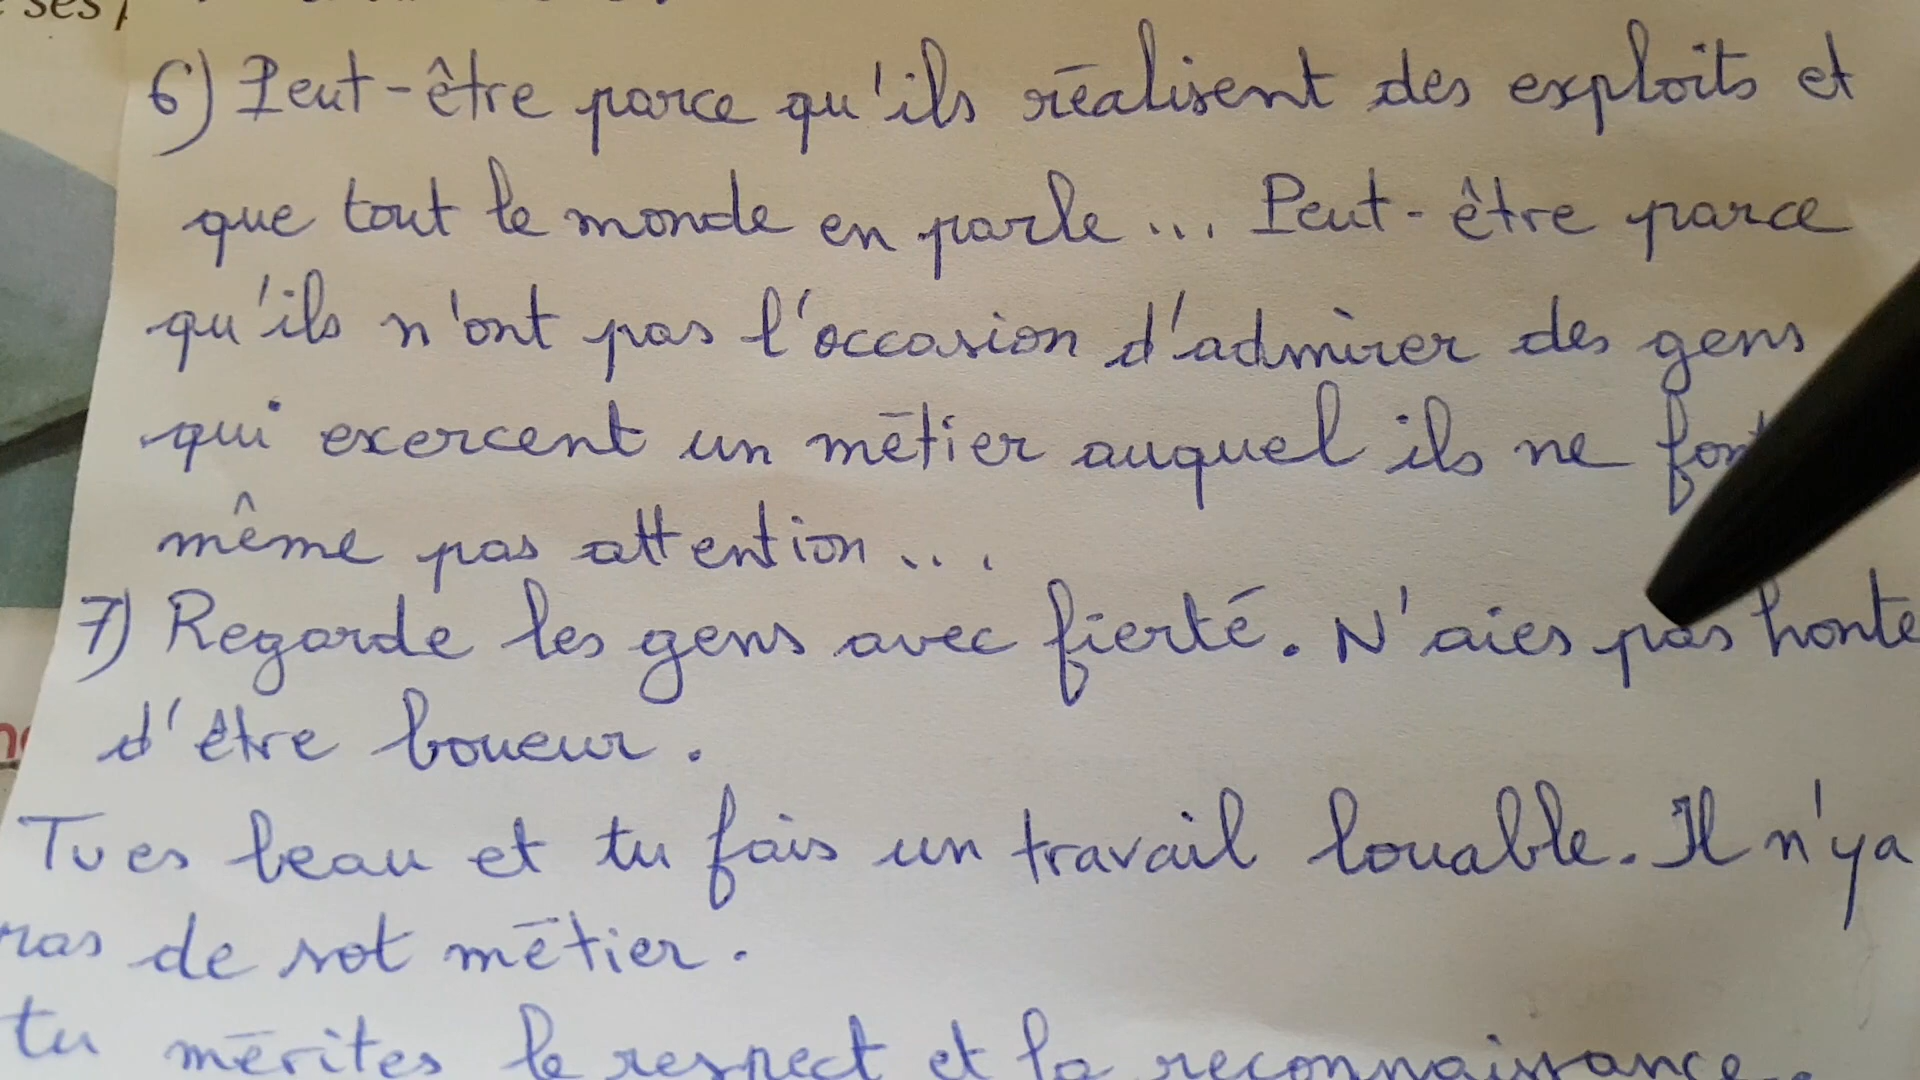 ses,
6) Peut-être parce qu'ils réalisent des exploits et
que tout le monde en parle... Peut-être parce
qu'ils n'ont pas l'occasion d'admirer des gens
qui exercent un métier auquel ils ne font
même pas attention...
7) Regarde les gens avec fierté. N'aies pas honte
d'être boueur.
Tu es beau et tu fais un travail louable. Il n'y a
pas de sot métier.
tu mérites le respect et la reconnaissance.